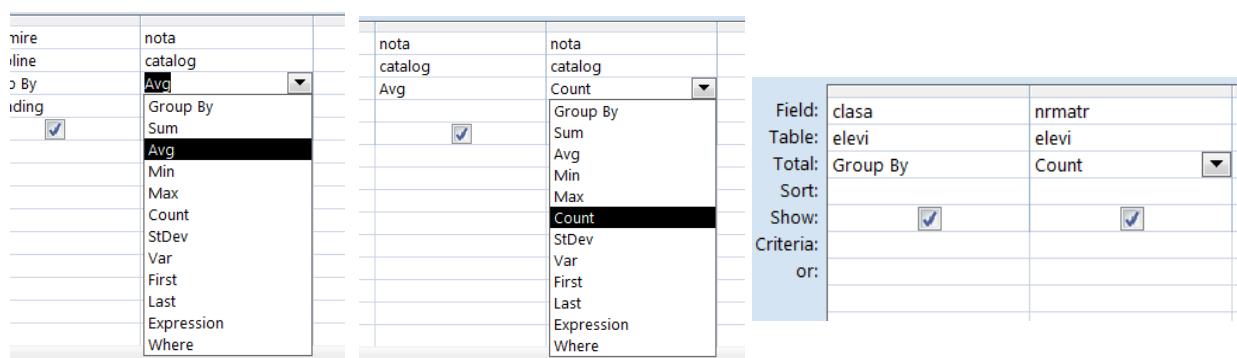 mire nota
line catalog
By Avg
ding Group By
Sum
Avg
Min
Max
Count
StDev
Var
First
Last
Expression
Where
nota nota
catalog catalog
Avg Count
Group By
Sum
Avg
Min
Max
Count
StDev
Var
First
Last
Expression
Where
Field: clasa nrmatr
Table: elevi elevi
Total: Group By Count
Sort:
Show:
Criteria:
or: